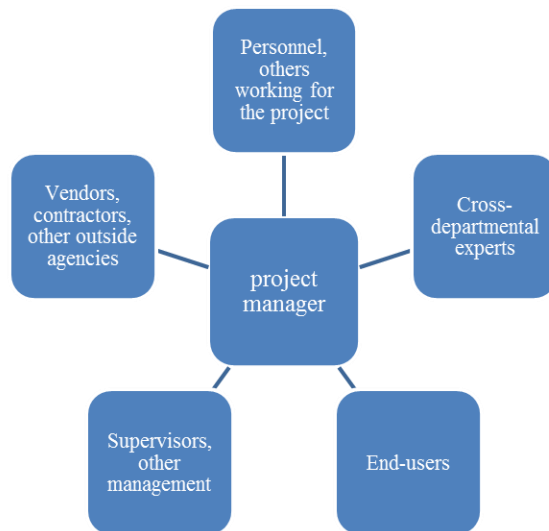 Personnel,
others
working for
the project
Vendors,
contractors,
other outside
agencies
Cross-
departmental
experts
project
manager
Supervisors,
other
management
End-users